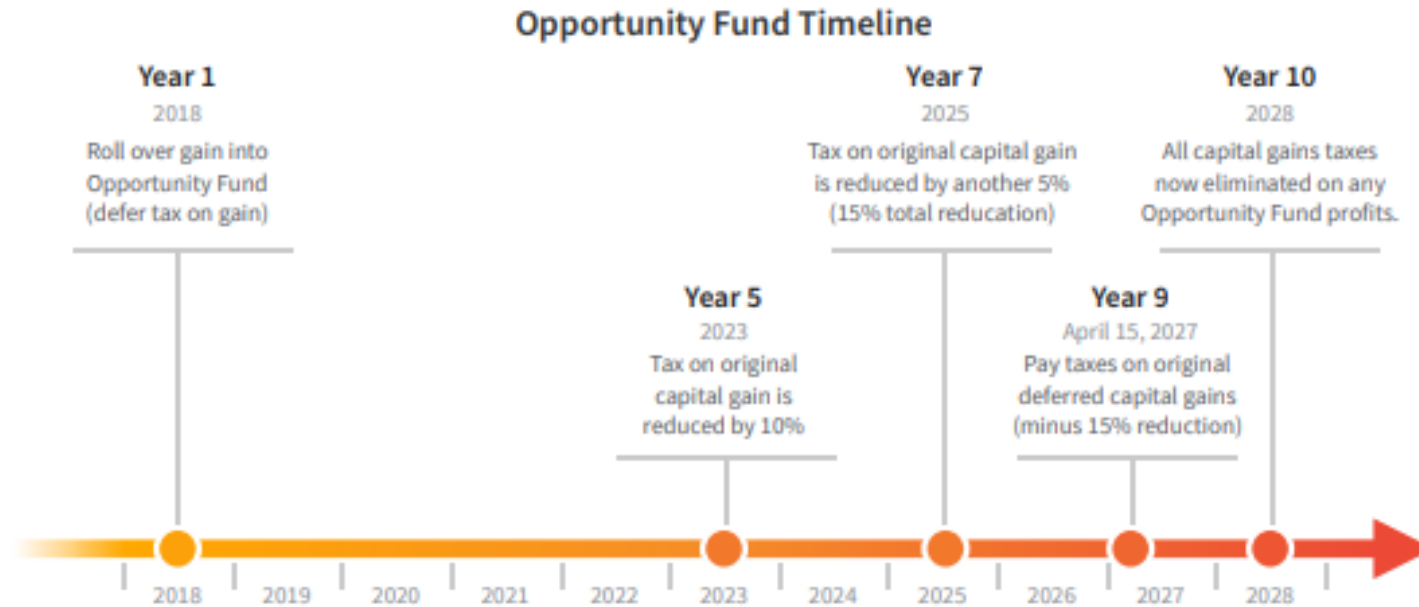 Opportunity Fund Timeline
Year 1
2018
Roll over gain into
Opportunity Fund
(defer tax on gain)
Year 5
2023
Tax on original
capital gain is
reduced by 10%
Year 7
2025
Tax on original capital gain
is reduced by another 5%
(15% total reducation)
Year 9
April 15, 2027
Pay taxes on original
deferred capital gains
(minus 15% reduction)
Year 10
2028
All capital gains taxes
now eliminated on any
Opportunity Fund profits.
2018 2019 2020 2021 2022 2023 2024 2025 2026 2027 2028